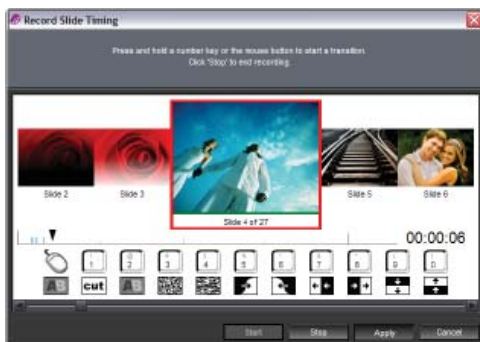 Record Slide Timing
Press and hold a number key or the mouse button to start a transition.
Click 'Stop' to end recording.
Slide 2
Slide 3
Slide 4 of 27
Slide 5
Slide 6
00:00:06
1 2 3 4 5 6 7 8 9 0
AB cut AB
Start Stop Apply Cancel